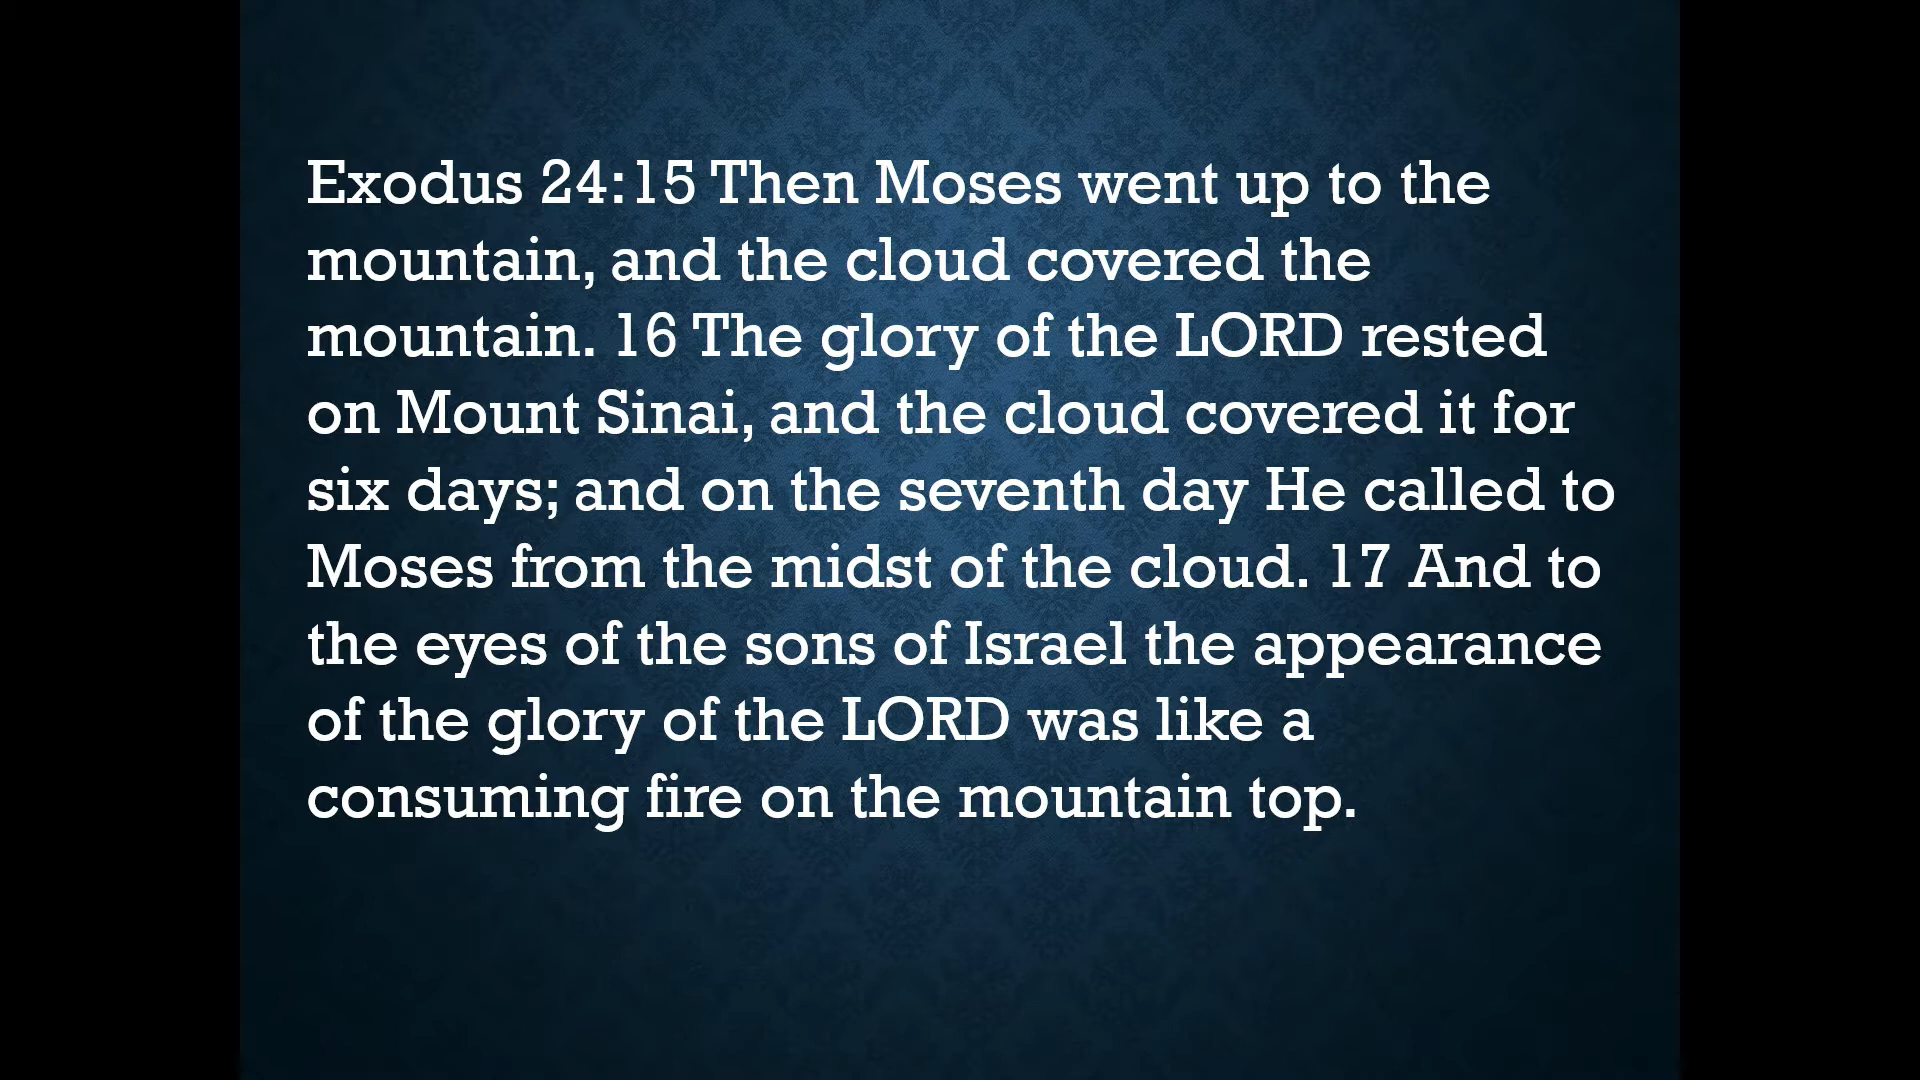 Exodus 24:15 Then Moses went up to the
mountain, and the cloud covered the
mountain. 16 The glory of the LORD rested
on Mount Sinai, and the cloud covered it for
six days; and on the seventh day He called to
Moses from the midst of the cloud. 17 And to
the eyes of the sons of Israel the appearance
of the glory of the LORD was like a
consuming fire on the mountain top.